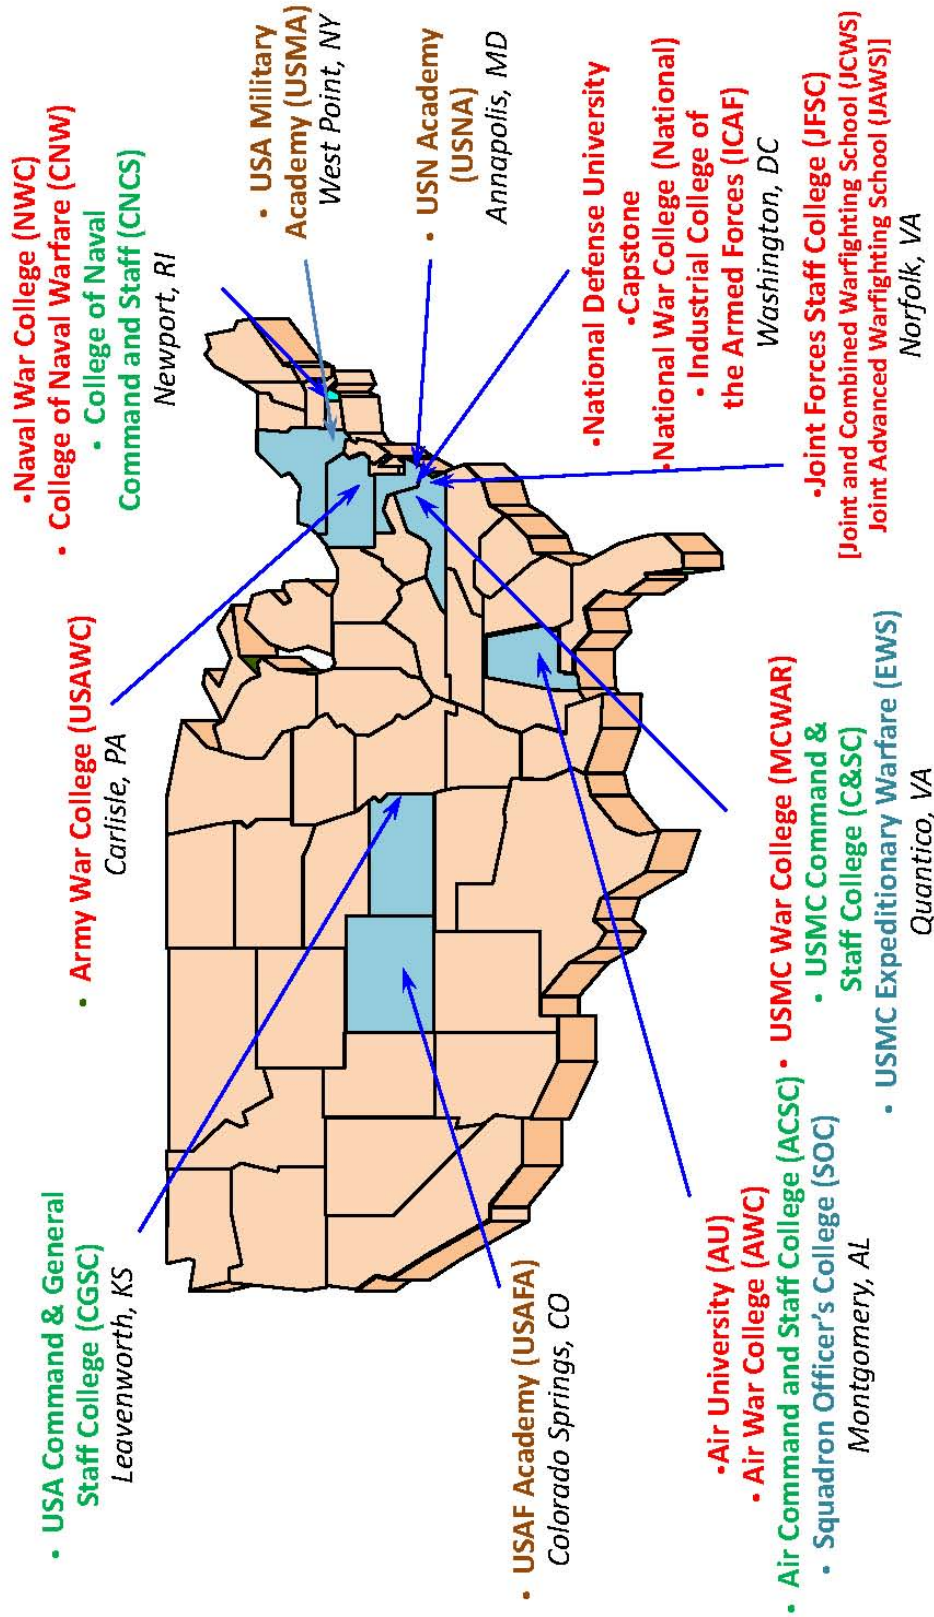 • USA Command & General
Staff College (CGSC)
Leavenworth, KS
• Army War College (USAWC)
Carlisle, PA
•Naval War College (NWC)
• College of Naval Warfare (CNW)
• College of Naval
Command and Staff (CNCS)
Newport, RI
• USA Military
Academy (USMA)
West Point, NY
• USN Academy
(USNA)
Annapolis, MD
•National Defense University
•Capstone
•National War College (National)
• Industrial College of
the Armed Forces (ICAF)
Washington, DC
•Joint Forces Staff College (JFSC)
[Joint and Combined Warfighting School (JCWS)
Joint Advanced Warfighting School (JAWS)]
Norfolk, VA
• USAF Academy (USAFA)
Colorado Springs, CO
•Air University (AU)
• Air War College (AWC)
• Air Command and Staff College (ACSC)
• Squadron Officer's College (SOC)
Montgomery, AL
• USMC War College (MCWAR)
• USMC Command &
Staff College (C&SC)
• USMC Expeditionary Warfare (EWS)
Quantico, VA